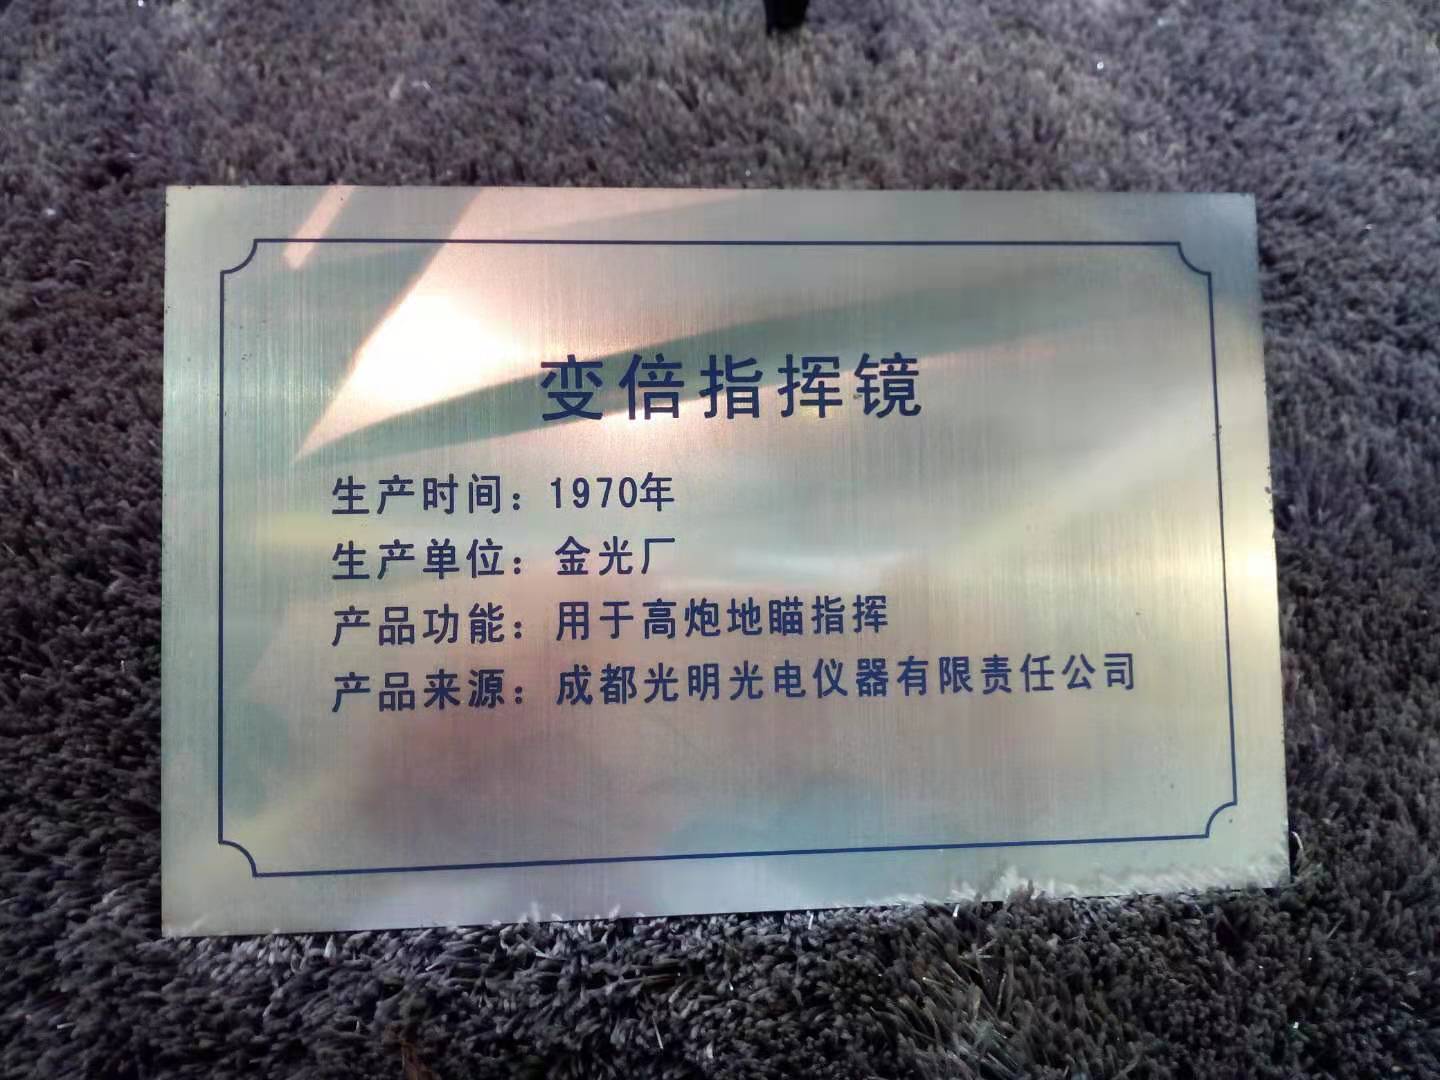 变倍指挥镜
生产时间：1970年
生产单位：金光厂
产品功能：用于高炮地瞄指挥
产品来源：成都光明光电仪器有限责任公司